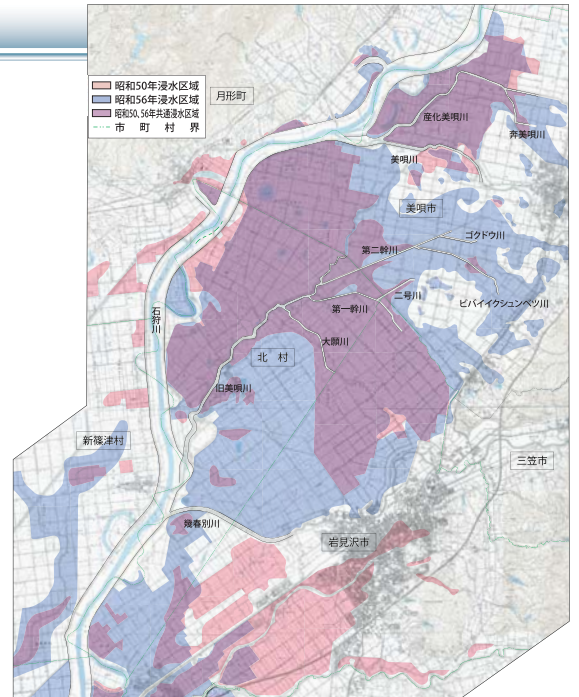 昭和50年浸水区域
昭和56年浸水区域
昭和50、56年共通浸水区域
市町村界
月形町
産化美唄川
奔美唄川
美唄川
美唄市
ゴクドウ川
第二幹川
二号川
ビバイイクシュンベツ川
石狩川
第一幹川
大願川
北村
旧美唄川
新篠津村
三笠市
幾春別川
岩見沢市